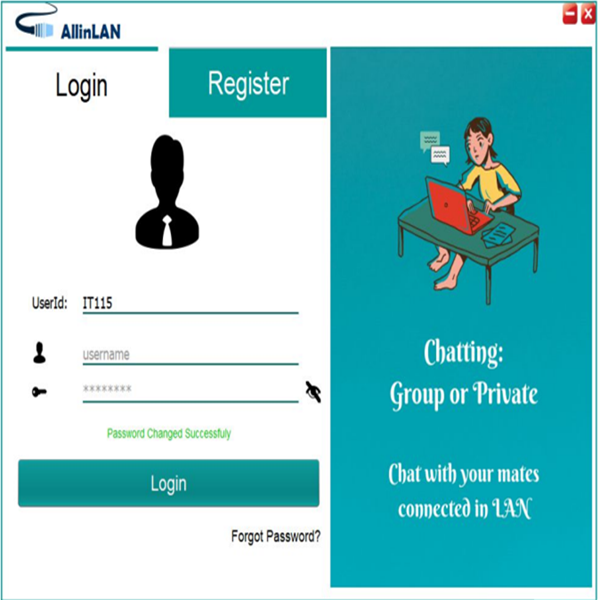 AllinLAN
Login
Register
UserId: IT115
username
********
Password Changed Successfuly
Login
Forgot Password?
Chatting:
Group or Private
Chat with your mates
connected in LAN